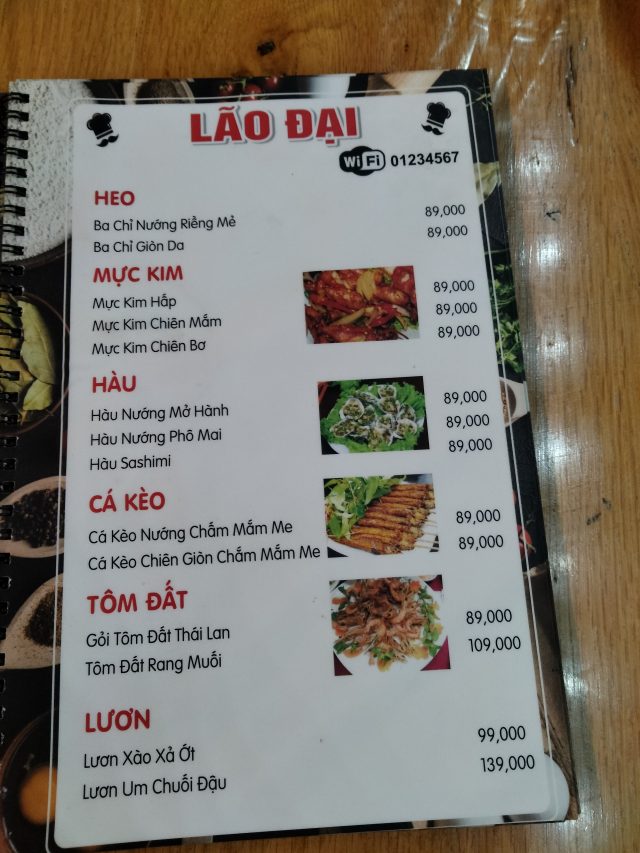 LÃO ĐẠI
WiFi 01234567
HEO
Ba Chỉ Nướng Riềng Mẻ 89,000
Ba Chỉ Giòn Da 89,000
MỰC KIM
Mực Kim Hấp 89,000
Mực Kim Chiên Mắm 89,000
Mực Kim Chiên Bơ 89,000
HÀU
Hàu Nướng Mở Hành 89,000
Hàu Nướng Phô Mai 89,000
Hàu Sashimi 89,000
CÁ KÈO
Cá Kèo Nướng Chấm Mắm Me 89,000
Cá Kèo Chiên Giòn Chắm Mắm Me 89,000
TÔM ĐẤT
Gỏi Tôm Đất Thái Lan 89,000
Tôm Đất Rang Muối 109,000
LƯƠN
Lươn Xào Xả Ớt 99,000
Lươn Um Chuối Đậu 139,000